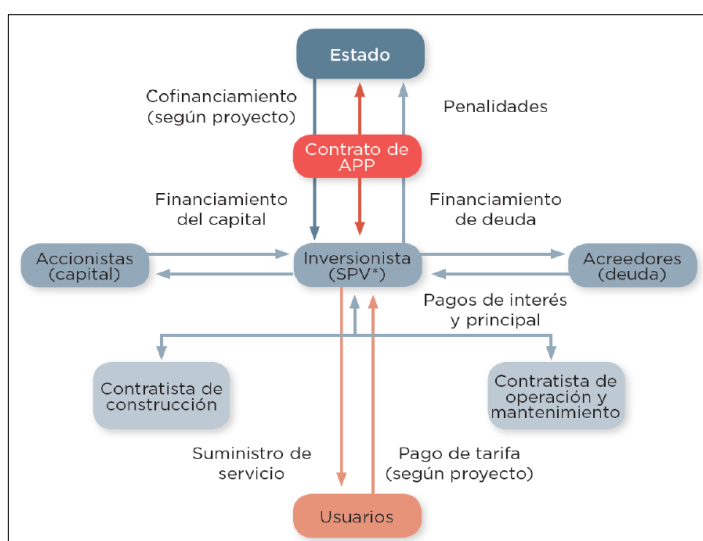 Estado
Cofinanciamiento
(según proyecto)
Penalidades
Contrato de
APP
Financiamiento
del capital
Financiamiento
de deuda
Accionistas
(capital)
Inversionista
(SPV*)
Acreedores
(deuda)
Pagos de interés
y principal
Contratista de
construcción
Contratista de
operación y
mantenimiento
Suministro de
servicio
Pago de tarifa
(según proyecto)
Usuarios